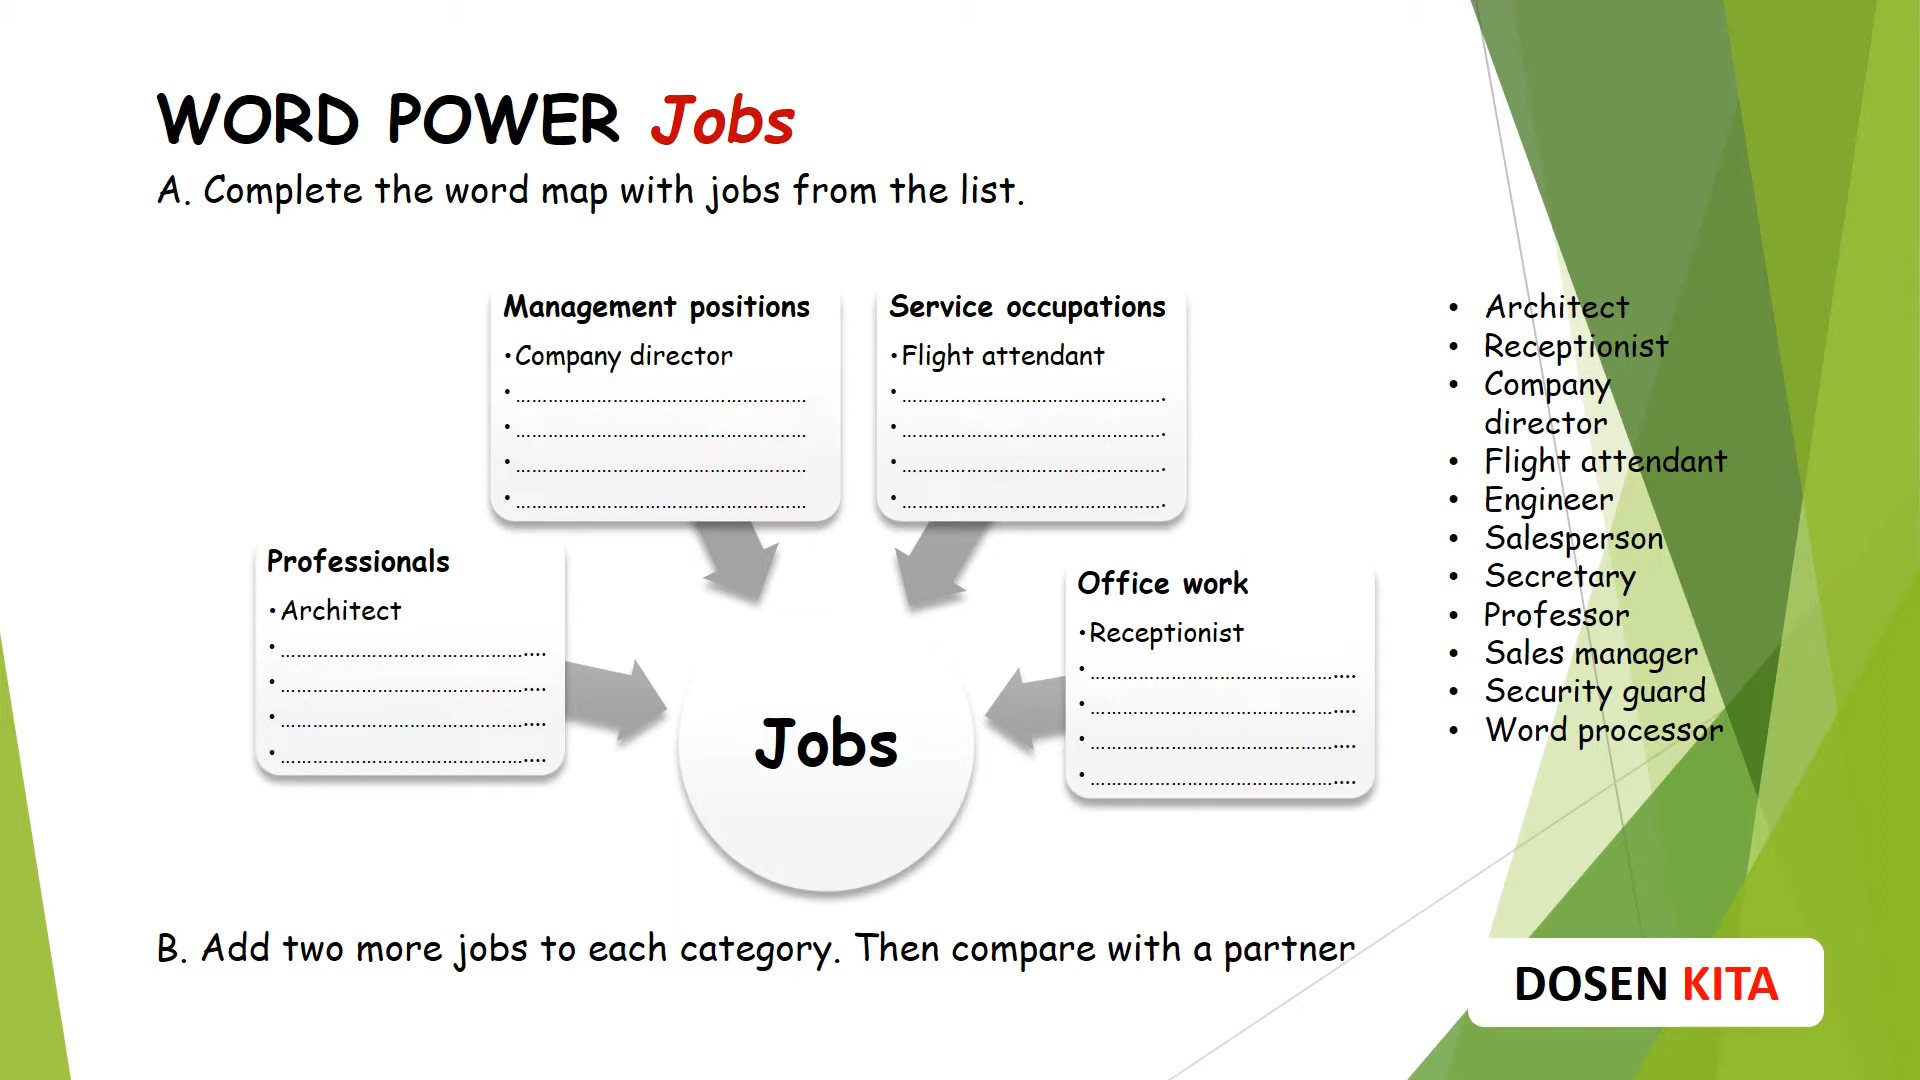 WORD POWER Jobs
A. Complete the word map with jobs from the list.
Management positions
•Company director
•.............................................
•.............................................
•.............................................
•.............................................
Service occupations
•Flight attendant
•.............................................
•.............................................
•.............................................
•.............................................
Professionals
•Architect
•.............................................
•.............................................
•.............................................
•.............................................
Office work
•Receptionist
•.............................................
•.............................................
•.............................................
•.............................................
Jobs
• Architect
• Receptionist
• Company
director
• Flight attendant
• Engineer
• Salesperson
• Secretary
• Professor
• Sales manager
• Security guard
• Word processor
B. Add two more jobs to each category. Then compare with a partner
DOSEN KITA